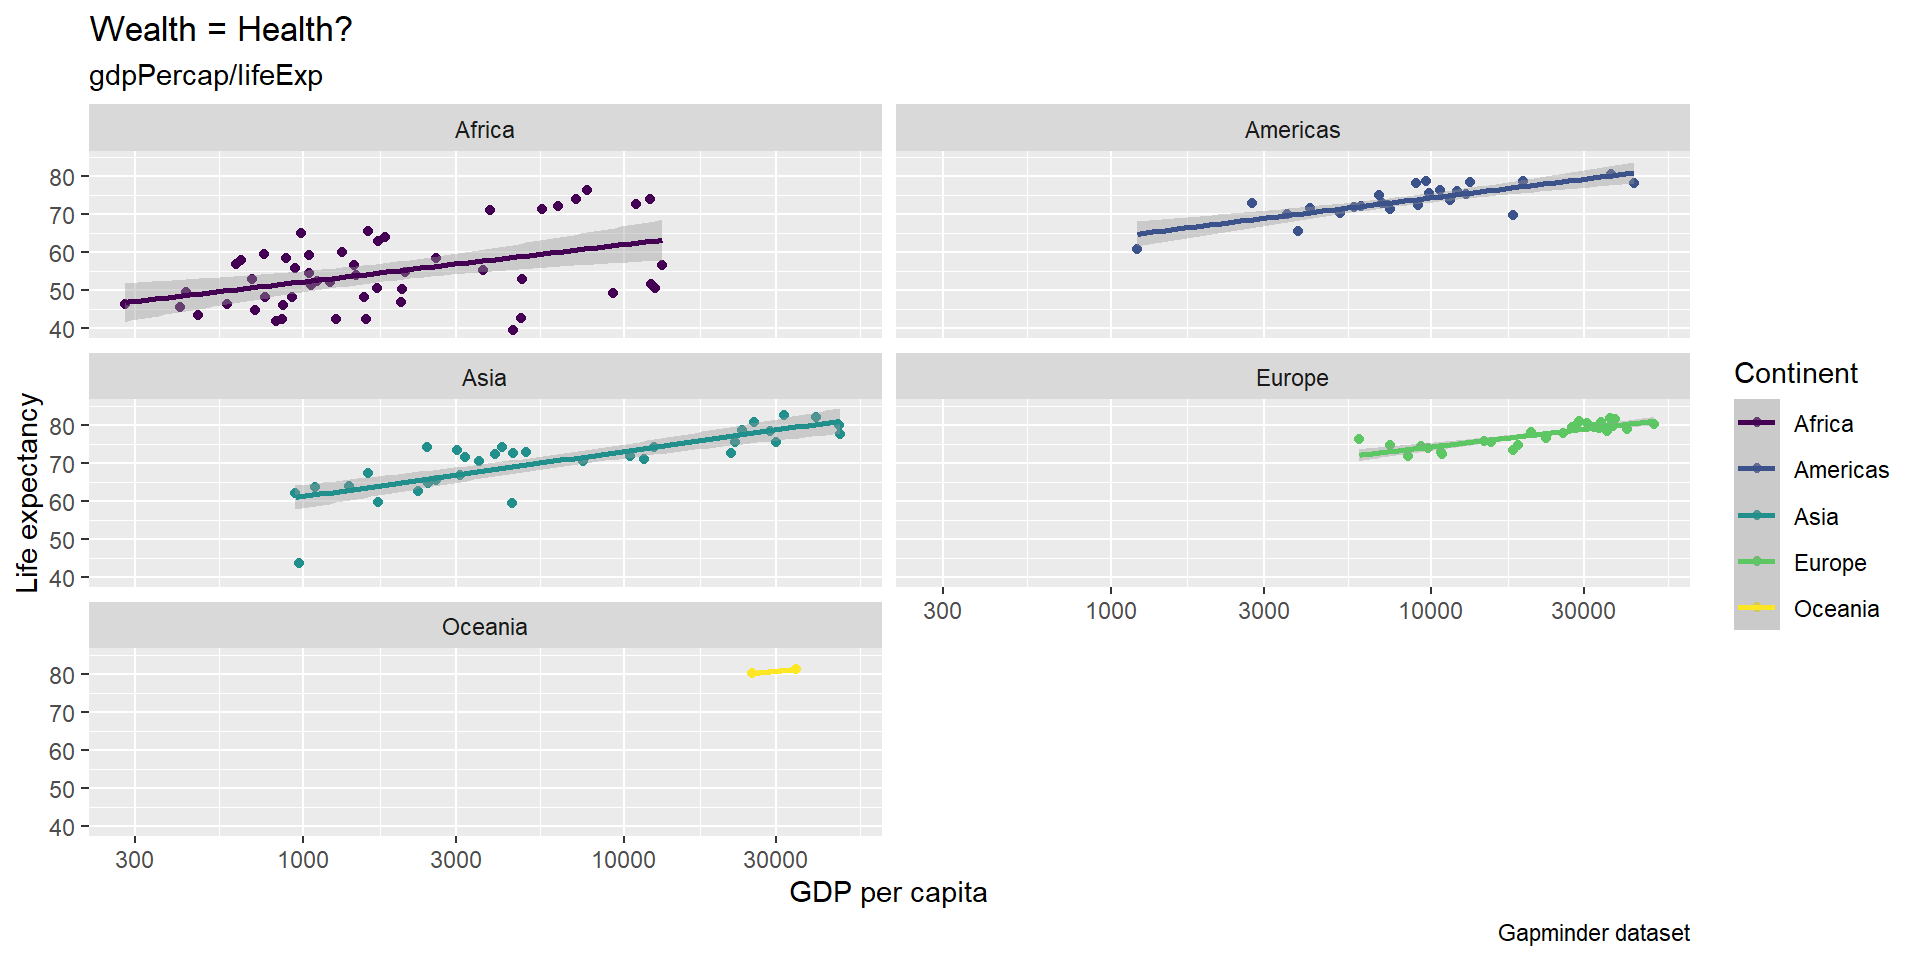 Wealth = Health?
gdpPercap/lifeExp
Africa
Americas
80
70
60
50
40
Asia
Europe
Life expectancy
80
70
60
50
40
300 1000 3000 10000 30000
Oceania
80
70
60
50
40
300 1000 3000 10000 30000
GDP per capita
Continent
Africa
Americas
Asia
Europe
Oceania
Gapminder dataset